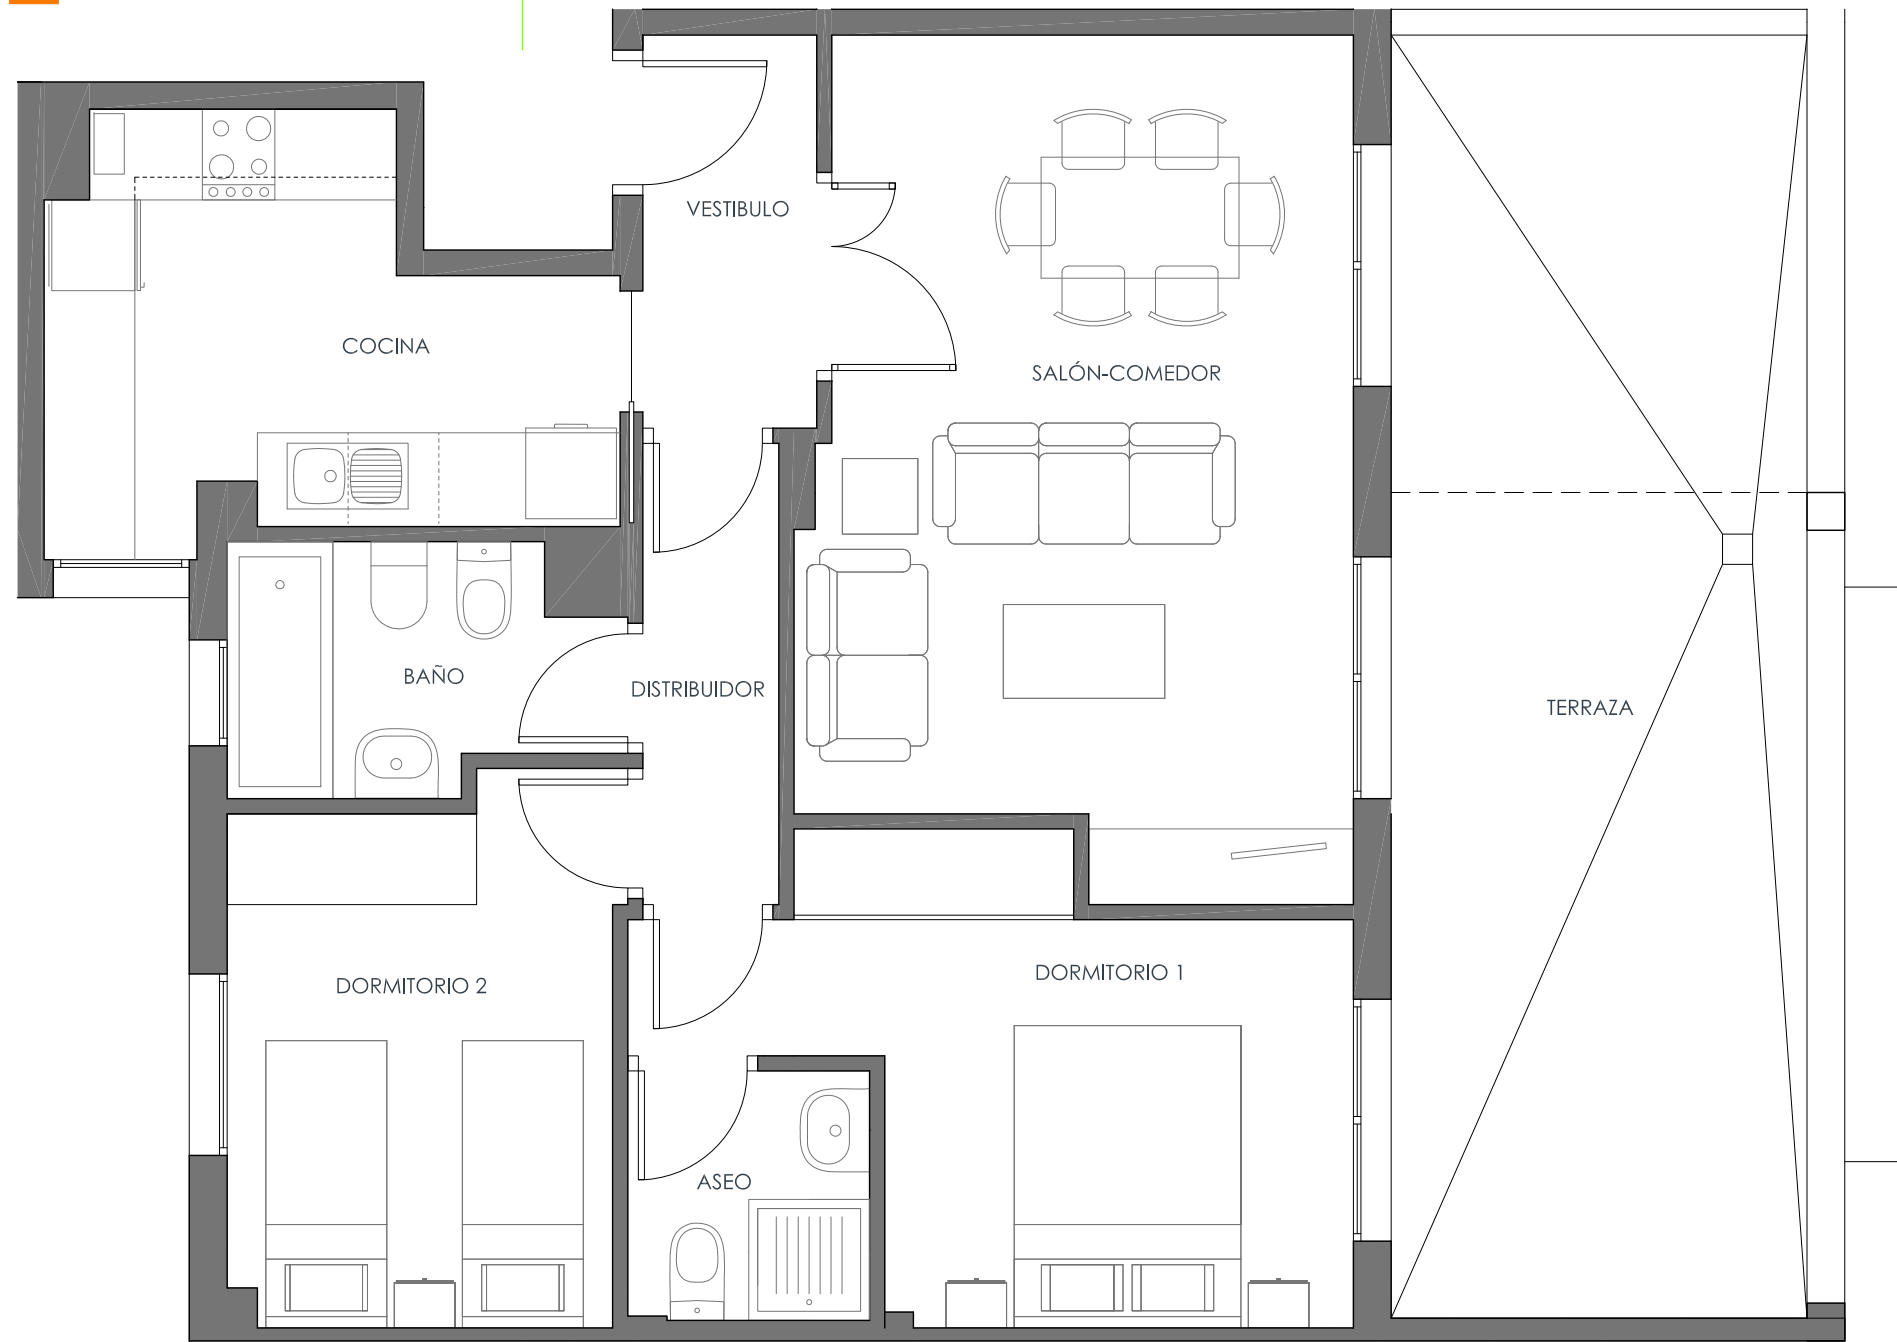 VESTIBULO
COCINA
SALÓN-COMEDOR
BAÑO
DISTRIBUIDOR
TERRAZA
DORMITORIO 2
DORMITORIO 1
ASEO